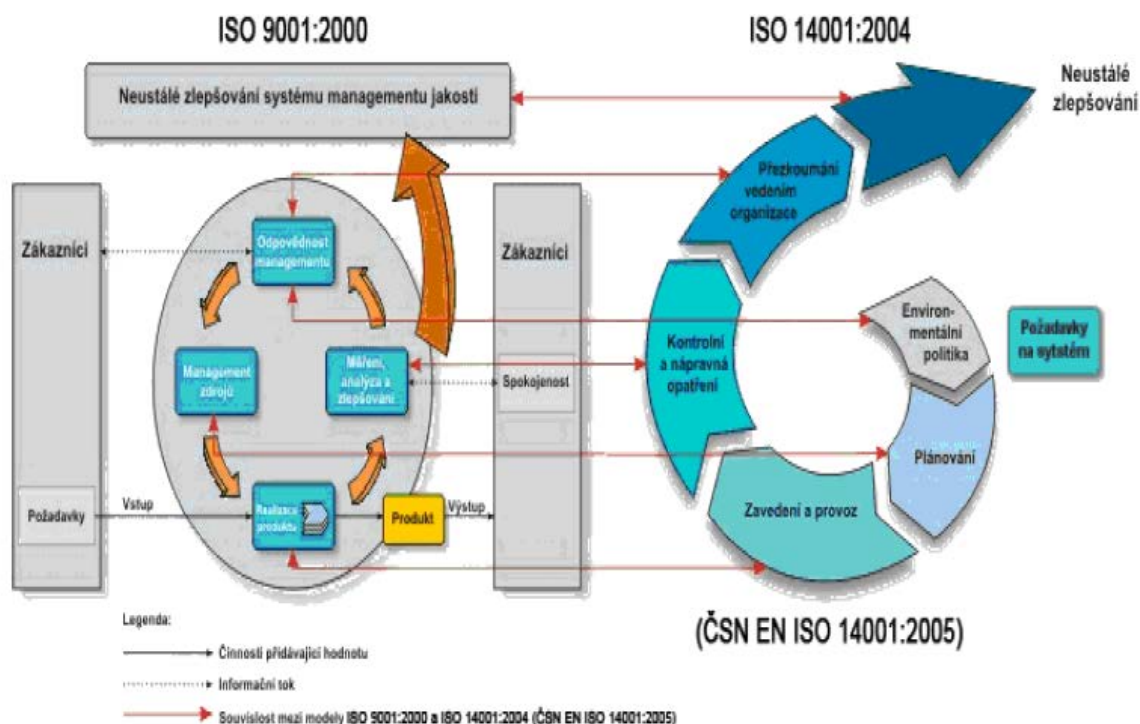 ISO 9001:2000
ISO 14001:2004
Neustálé zlepšování systému managementu jakosti
Neustálé
zlepšování
Přezkoumání
vedením
organizace
Zákazníci
Odpovědnost
managementu
Zákazníci
Environ-
mentální
politika
Požadavky
na sytstém
Kontrolní
a nápravná
opatření
Management
zdrojů
Měření,
analýza a
zlepšování
Spokojenost
Plánování
Požadavky
Vstup
Realizace
produktu
Produkt
Výstup
Zavedení a provoz
(ČSN EN ISO 14001:2005)
Legenda:
Činnosti přidávající hodnotu
Informační tok
Souvislost mezi modely ISO 9001:2000 a ISO 14001:2004 (ČSN EN ISO 14001:2005)